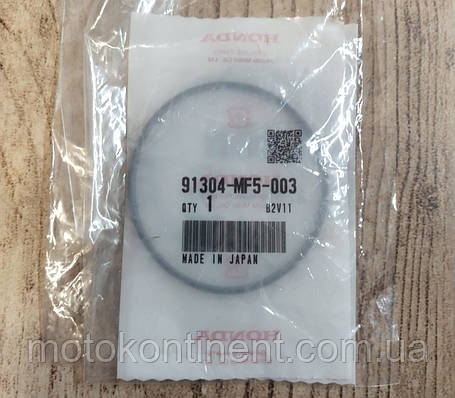 HONDA
91304-MF5-003
QTY 1 B2V11
MADE IN JAPAN
HONDA
motokontinent.com.ua